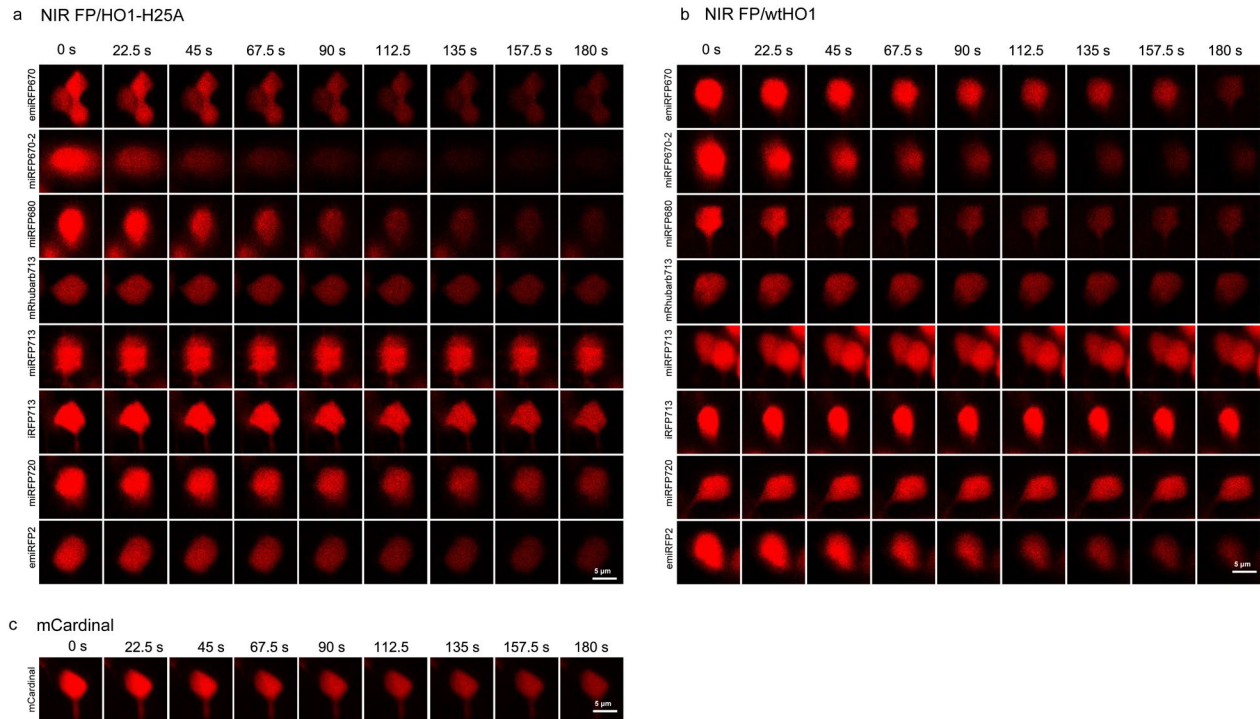 a NIR FP/HO1-H25A
0 s 22.5 s 45 s 67.5 s 90 s 112.5 135 s 157.5 s 180 s
emiRFP670
miRFP670-2
miRFP680
mRhubarb713
miRFP713
iRFP713
miRFP720
emiRFP2
5 µm
b NIR FP/wtHO1
0 s 22.5 s 45 s 67.5 s 90 s 112.5 135 s 157.5 s 180 s
emiRFP670
miRFP670-2
miRFP680
mRhubarb713
miRFP713
iRFP713
miRFP720
emiRFP2
5 µm
c mCardinal
0 s 22.5 s 45 s 67.5 s 90 s 112.5 135 s 157.5 s 180 s
mCardinal
5 µm